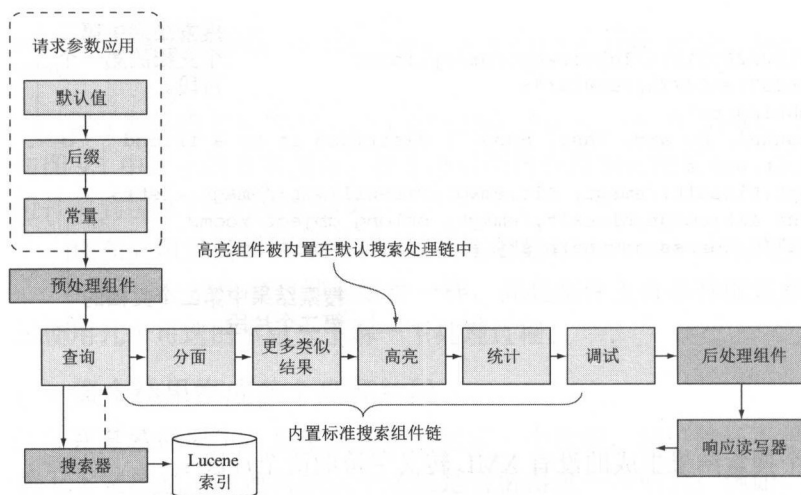 请求参数应用
默认值
后缀
常量
预处理组件
高亮组件被内置在默认搜索处理链中
查询
分面
更多类似
结果
高亮
统计
调试
后处理组件
内置标准搜索组件链
搜索器
Lucene
索引
响应读写器